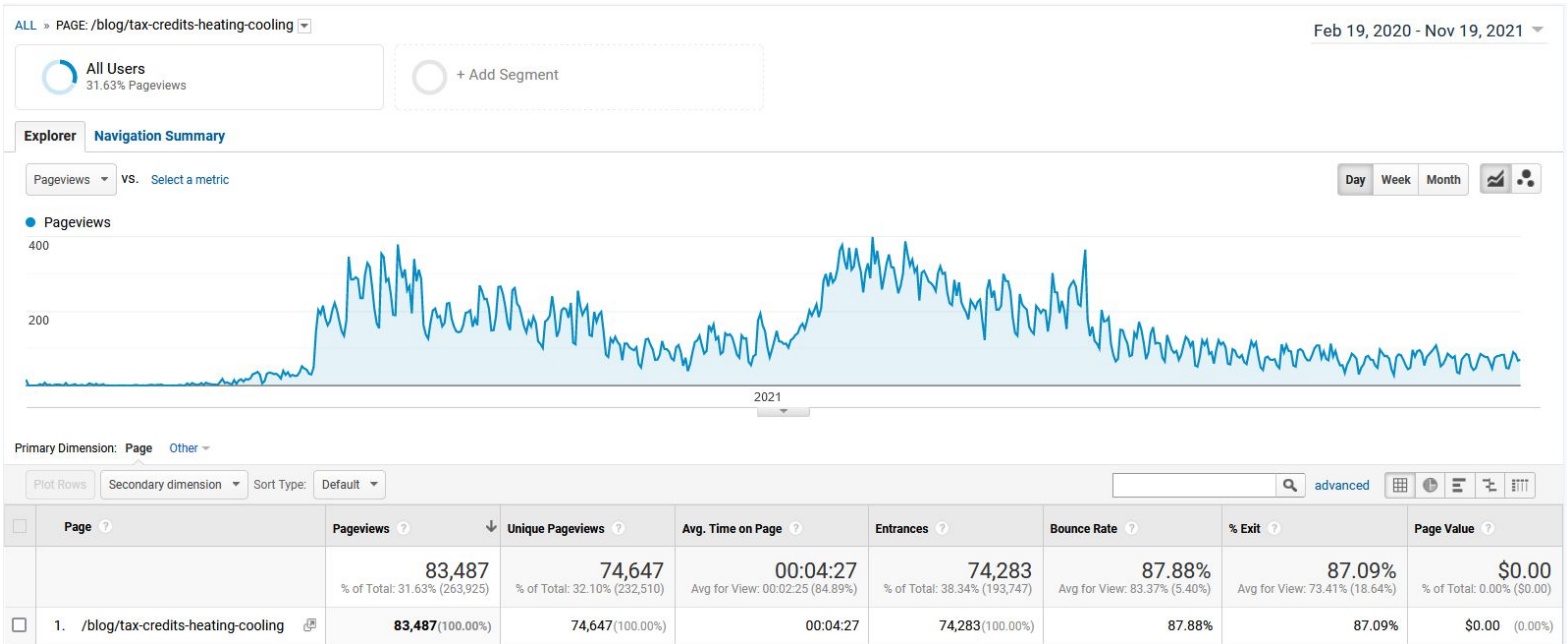 ALL » PAGE: /blog/tax-credits-heating-cooling
Feb 19, 2020 - Nov 19, 2021
All Users
31.63% Pageviews
+ Add Segment
Explorer Navigation Summary
Pageviews VS. Select a metric
Day Week Month
Pageviews
400
200
2021
Primary Dimension: Page Other
Plot Rows Secondary dimension Sort Type: Default advanced
Page ? Pageviews ? Unique Pageviews ? Avg. Time on Page ? Entrances ? Bounce Rate ? % Exit ? Page Value ?
83,487 74,647 00:04:27 74,283 87.88% 87.09% $0.00
% of Total: 31.63% (263,925) % of Total: 32.10% (232,510) Avg for View: 00:02:25 (84.89%) % of Total: 38.34% (193,747) Avg for View: 83.37% (5.40%) Avg for View: 73.41% (18.64%) % of Total: 0.00% ($0.00)
1. /blog/tax-credits-heating-cooling 83,487 (100.00%) 74,647 (100.00%) 00:04:27 74,283 (100.00%) 87.88% 87.09% $0.00 (0.00%)